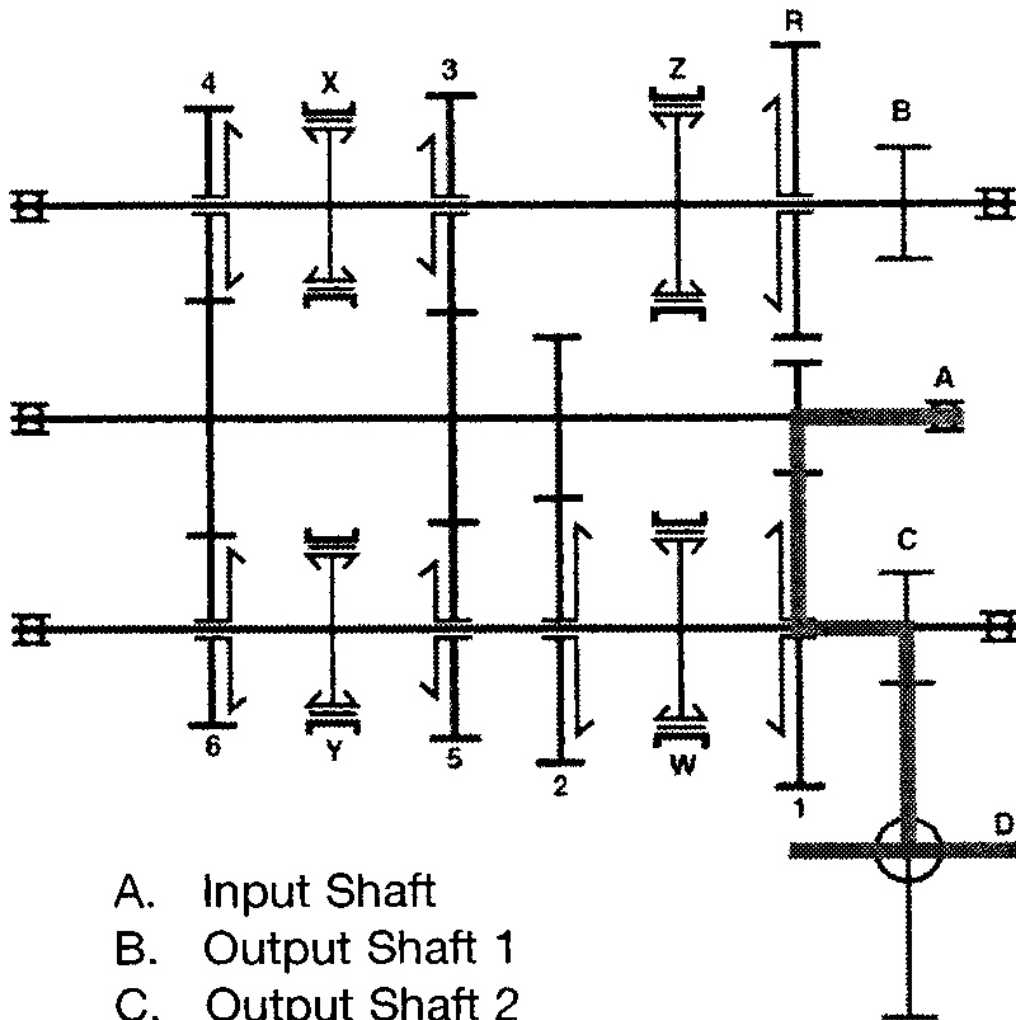 R
4 X 3 Z
B
A
C
6 Y 5 2 W 1
D
A. Input Shaft
B. Output Shaft 1
C. Output Shaft 2